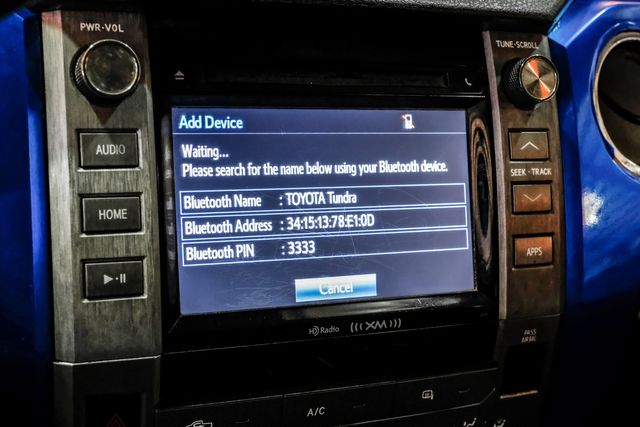 PWR•VOL
TUNE•SCROLL
Add Device
Waiting...
Please search for the name below using your Bluetooth device.
AUDIO
SEEK•TRACK
Bluetooth Name : TOYOTA Tundra
HOME
Bluetooth Address : 34:15:13:78:E1:0D
Bluetooth PIN : 3333
APPS
Cancel
HD Radio (((XM)))
PASS
AIRBAG
A/C